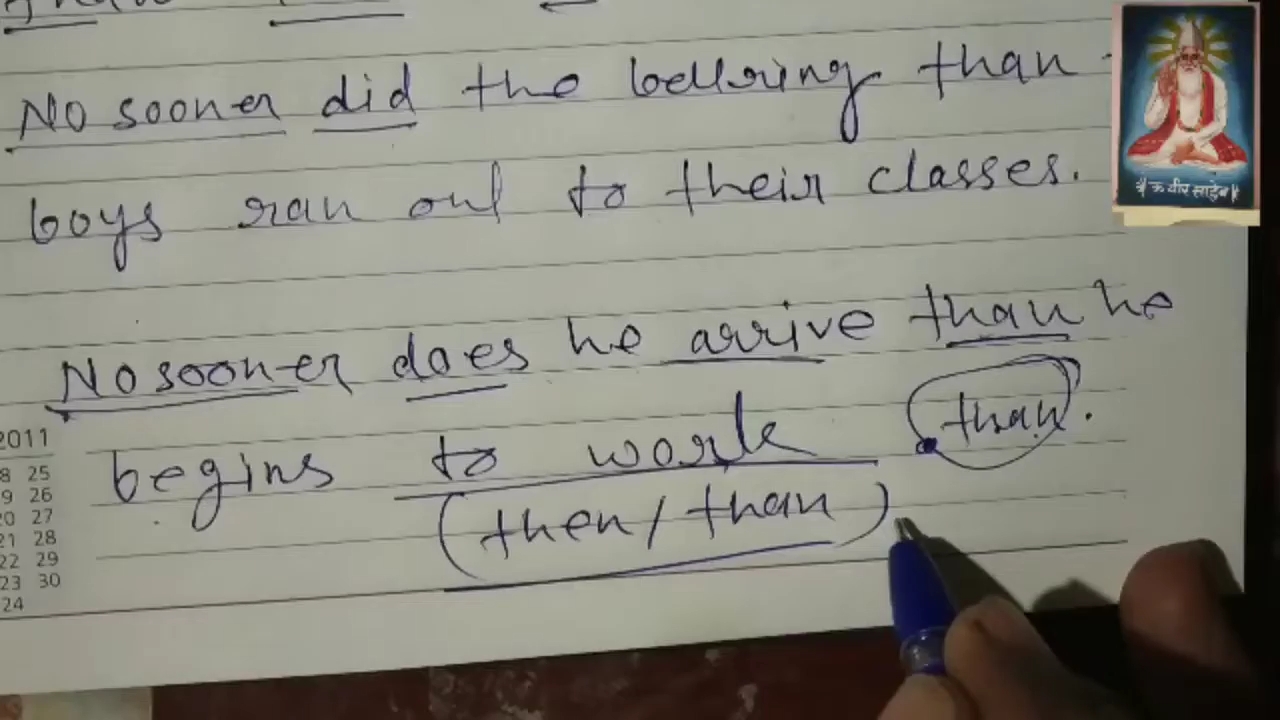 No sooner did the bellring than
boys ran out to their classes.
No sooner does he arrive than he
begins to work than.
(then / than)
2011
8 25
9 26
20 27
21 28
22 29
23 30
24